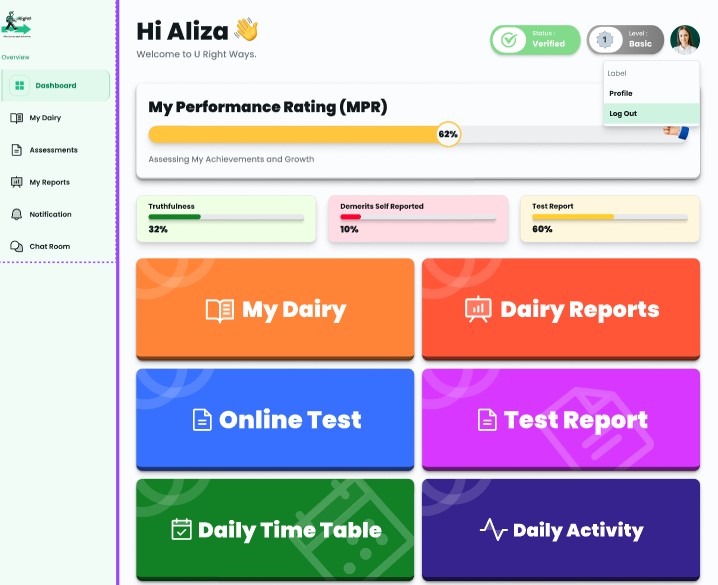 URight
Overview
Dashboard
My Dairy
Assessments
My Reports
Notification
Chat Room
Hi Aliza
Welcome to U Right Ways.
Status :
Verified
1
Level :
Basic
Label
Profile
Log Out
My Performance Rating (MPR)
62%
Assessing My Achievements and Growth
Truthfulness
32%
Demerits Self Reported
10%
Test Report
60%
My Dairy
Dairy Reports
Online Test
Test Report
Daily Time Table
Daily Activity